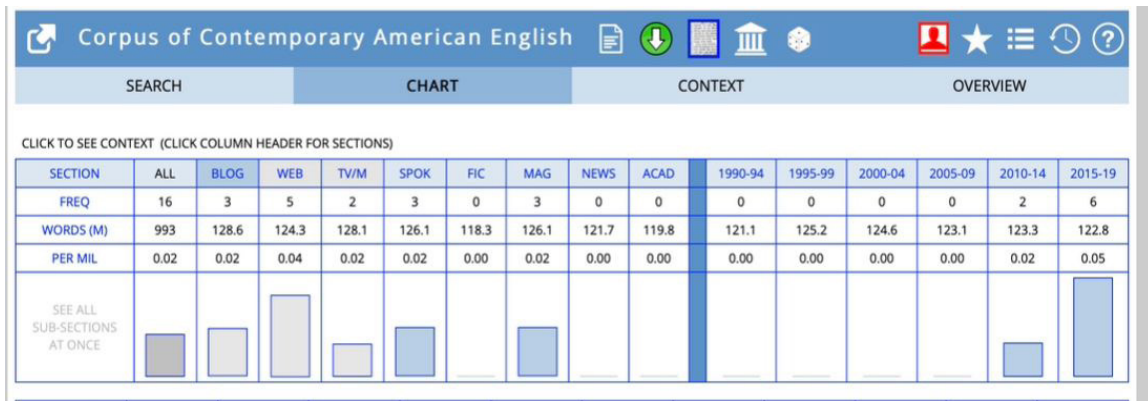 Corpus of Contemporary American English
SEARCH CHART CONTEXT OVERVIEW
CLICK TO SEE CONTEXT (CLICK COLUMN HEADER FOR SECTIONS)
SECTION ALL BLOG WEB TV/M SPOK FIC MAG NEWS ACAD 1990-94 1995-99 2000-04 2005-09 2010-14 2015-19
FREQ 16 3 5 2 3 0 3 0 0 0 0 0 0 2 6
WORDS (M) 993 128.6 124.3 128.1 126.1 118.3 126.1 121.7 119.8 121.1 125.2 124.6 123.1 123.3 122.8
PER MIL 0.02 0.02 0.04 0.02 0.02 0.00 0.02 0.00 0.00 0.00 0.00 0.00 0.00 0.02 0.05
SEE ALL
SUB-SECTIONS
AT ONCE